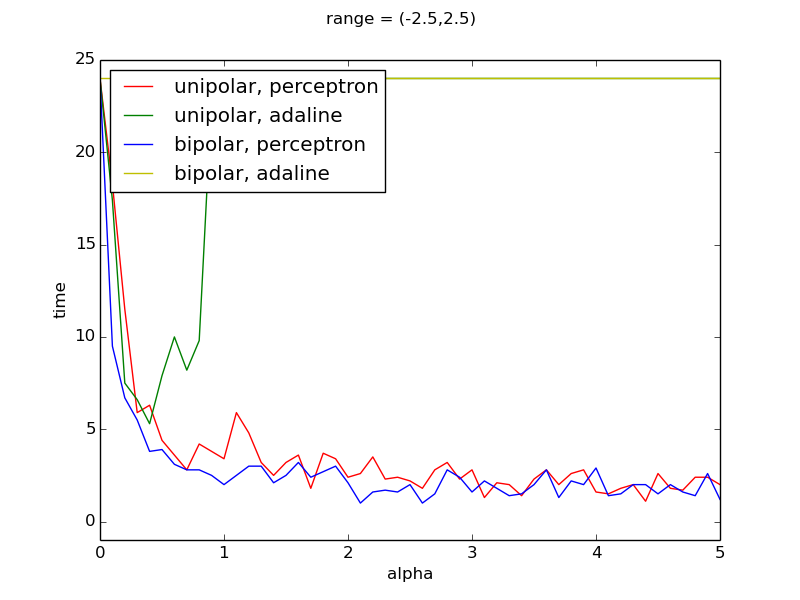 range = (-2.5,2.5)
25
20
15
10
5
0
time
unipolar, perceptron
unipolar, adaline
bipolar, perceptron
bipolar, adaline
0 1 2 3 4 5
alpha